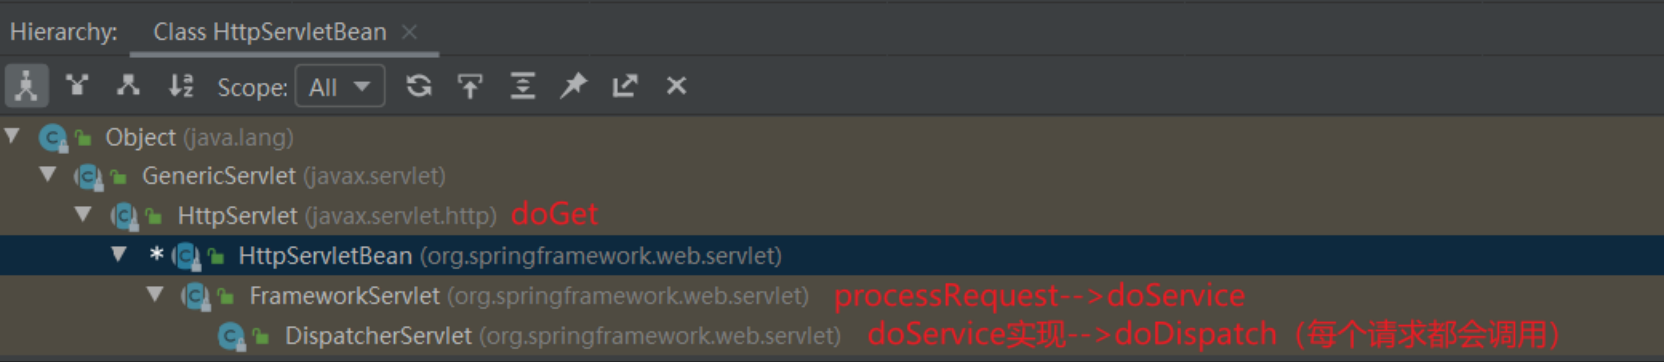 Hierarchy: Class HttpServletBean
Scope: All
Object (java.lang)
GenericServlet (javax.servlet)
HttpServlet (javax.servlet.http) doGet
* HttpServletBean (org.springframework.web.servlet)
FrameworkServlet (org.springframework.web.servlet) processRequest-->doService
DispatcherServlet (org.springframework.web.servlet) doService实现-->doDispatch（每个请求都会调用）